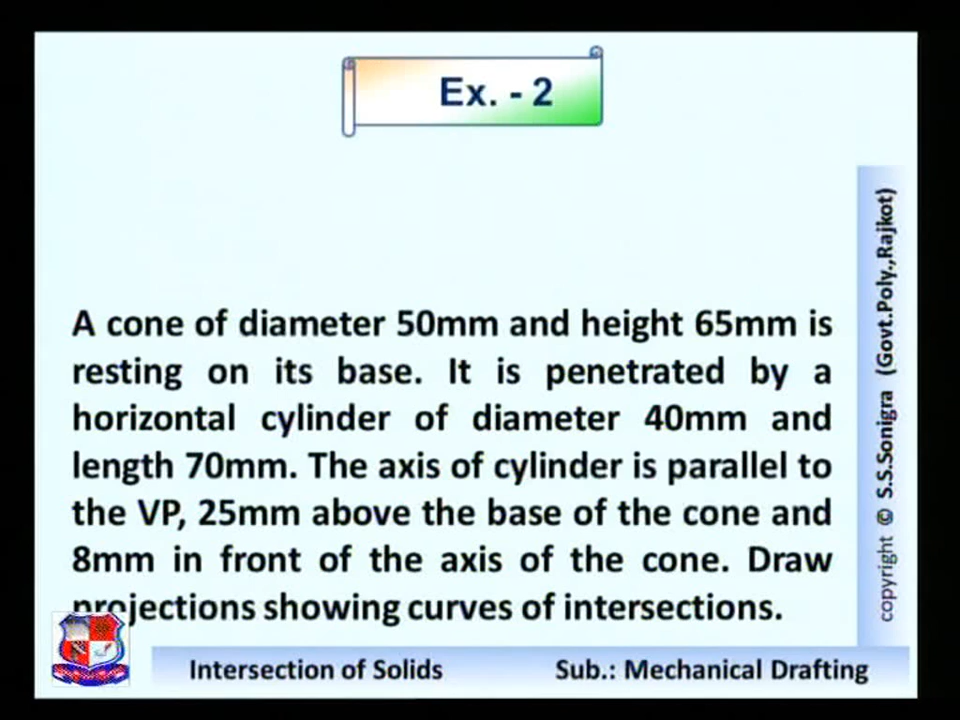 Ex. - 2
A cone of diameter 50mm and height 65mm is
resting on its base. It is penetrated by a
horizontal cylinder of diameter 40mm and
length 70mm. The axis of cylinder is parallel to
the VP, 25mm above the base of the cone and
8mm in front of the axis of the cone. Draw
projections showing curves of intersections.
copyright © S.S.Sonigra (Govt.Poly.,Rajkot)
Intersection of Solids Sub.: Mechanical Drafting